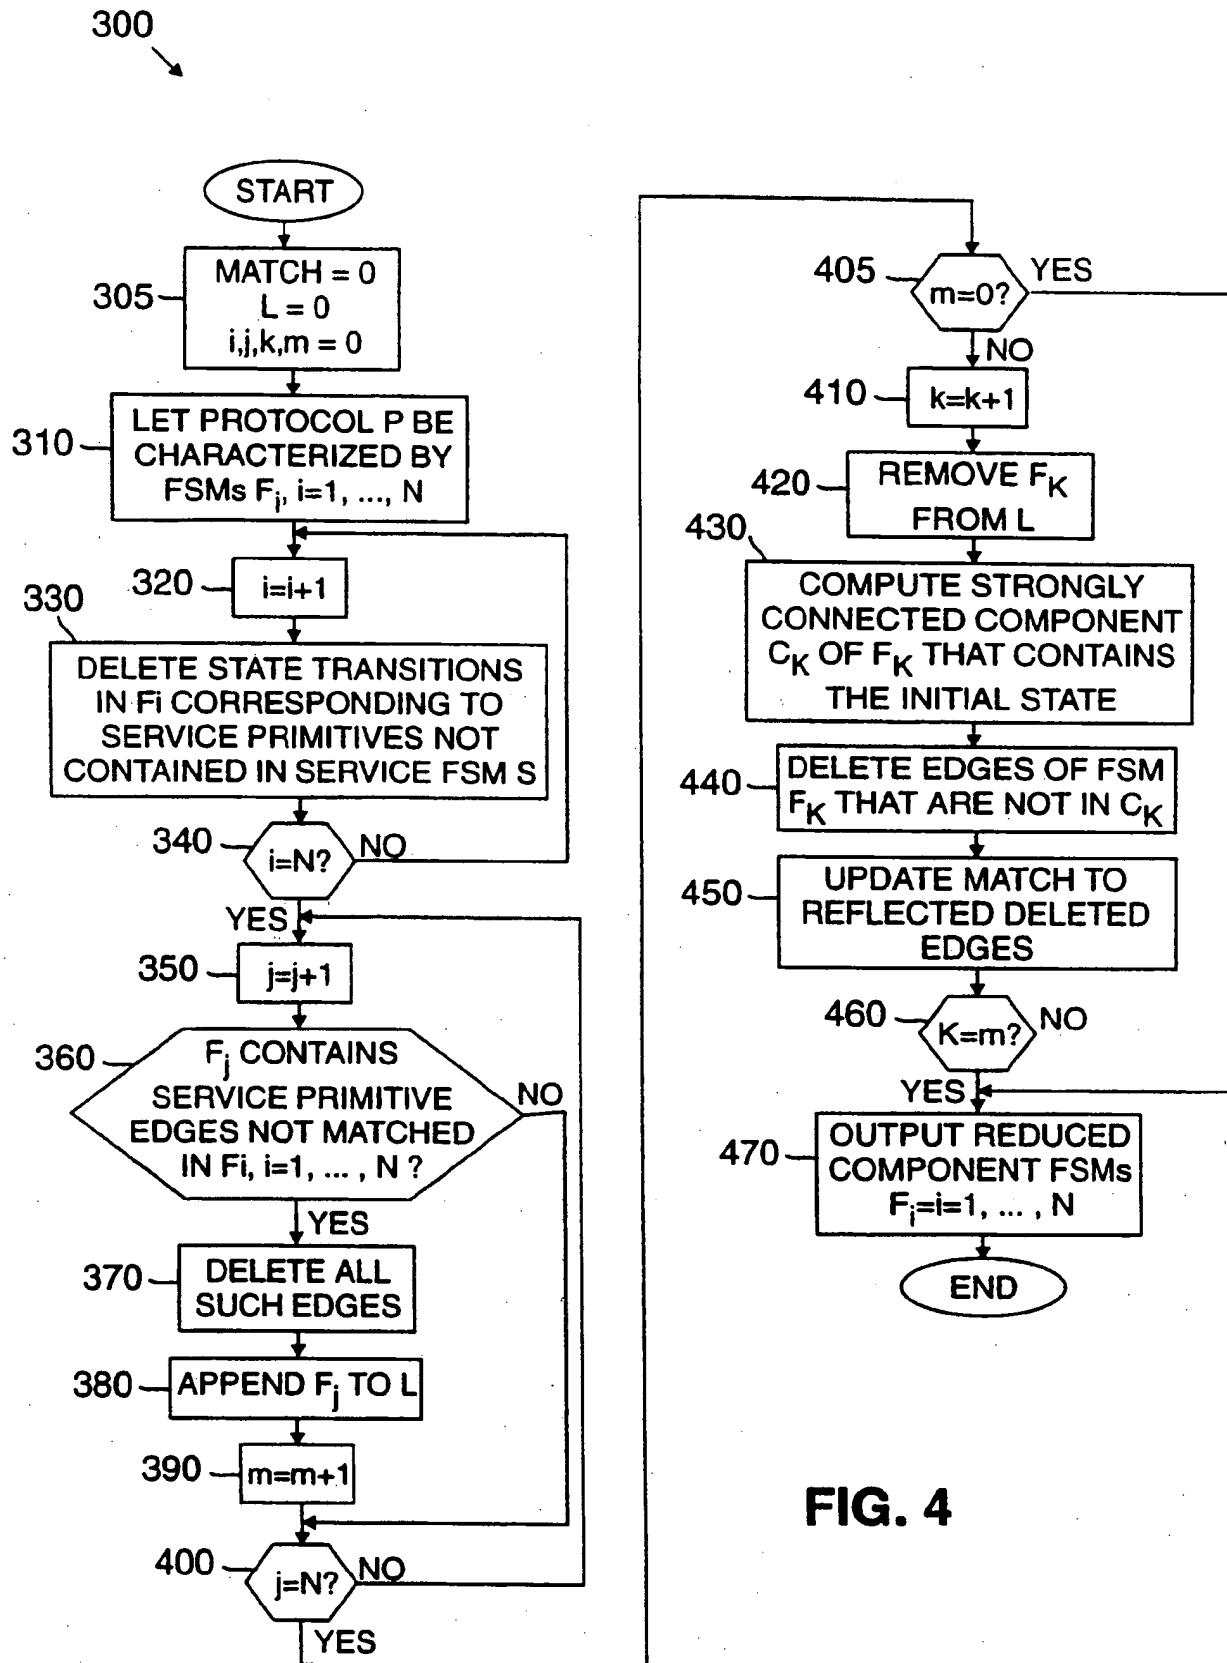 300
START
305
MATCH = 0
L = 0
i,j,k,m = 0
310
LET PROTOCOL P BE
CHARACTERIZED BY
FSMs Fi, i=1, ..., N
320
i=i+1
330
DELETE STATE TRANSITIONS
IN Fi CORRESPONDING TO
SERVICE PRIMITIVES NOT
CONTAINED IN SERVICE FSM S
340
i=N?
NO
YES
350
j=j+1
360
Fj CONTAINS
SERVICE PRIMITIVE
EDGES NOT MATCHED
IN Fi, i=1, ... , N ?
NO
YES
370
DELETE ALL
SUCH EDGES
380
APPEND Fj TO L
390
m=m+1
400
j=N?
NO
YES
405
m=0?
YES
NO
410
k=k+1
420
REMOVE FK
FROM L
430
COMPUTE STRONGLY
CONNECTED COMPONENT
CK OF FK THAT CONTAINS
THE INITIAL STATE
440
DELETE EDGES OF FSM
FK THAT ARE NOT IN CK
450
UPDATE MATCH TO
REFLECTED DELETED
EDGES
460
K=m?
NO
YES
470
OUTPUT REDUCED
COMPONENT FSMs
Fi=i=1, ... , N
END
FIG. 4